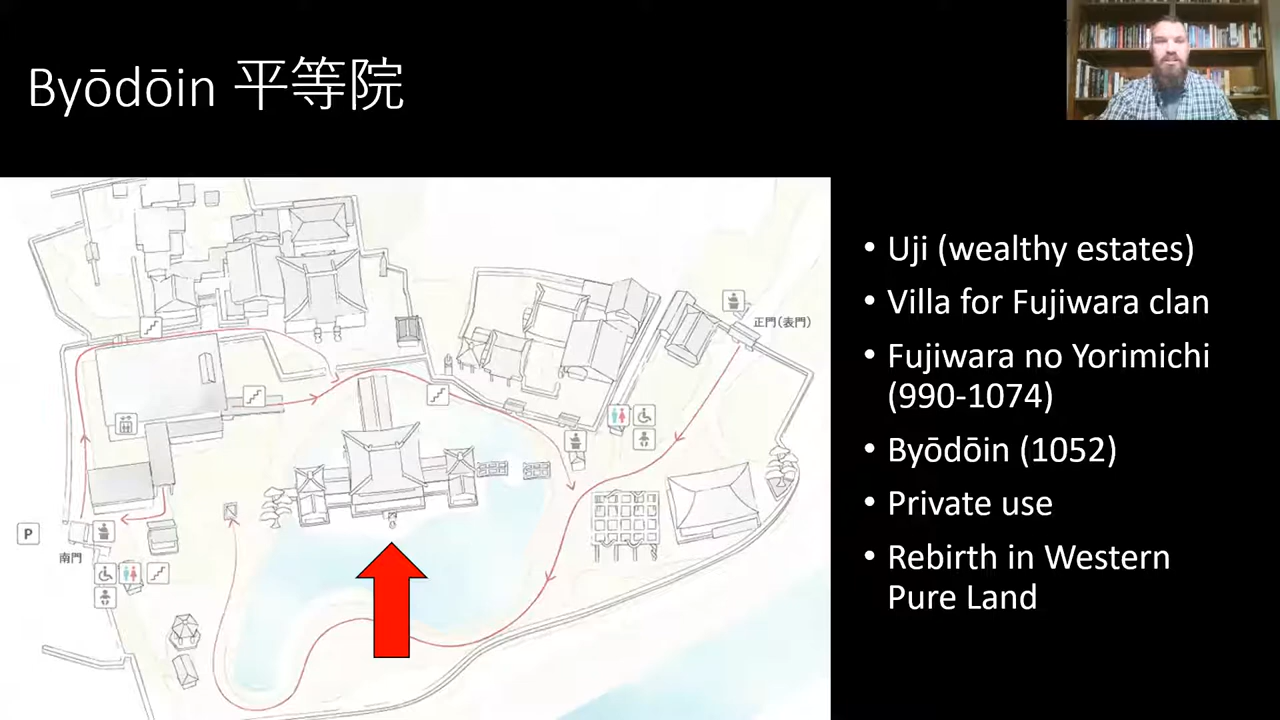 Byōdōin 平等院
正門(表門)
P
南門
• Uji (wealthy estates)
• Villa for Fujiwara clan
• Fujiwara no Yorimichi
(990-1074)
• Byōdōin (1052)
• Private use
• Rebirth in Western
Pure Land